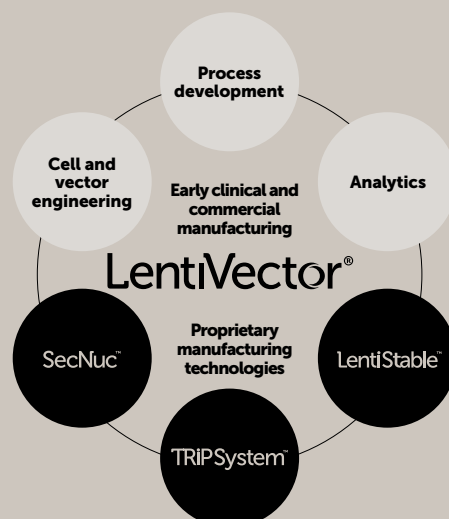 Process
development
Cell and
vector
engineering
Analytics
Early clinical and
commercial
manufacturing
LentiVector®
Proprietary
manufacturing
technologies
SecNuc™
LentiStable™
TRiPSystem™